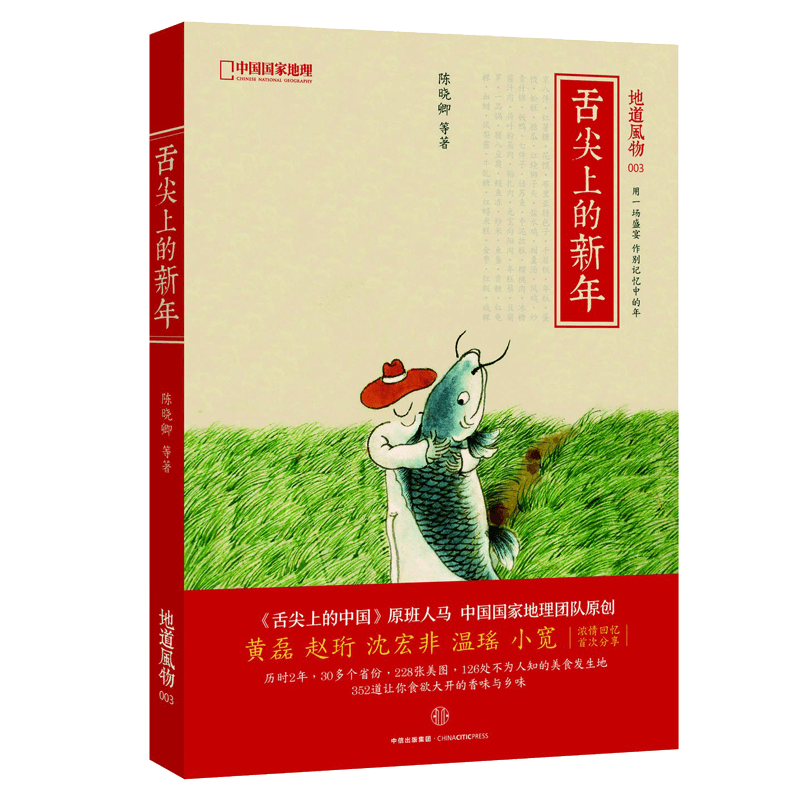 舌尖上的新年
陈晓卿 等著
地道風物
003
中国国家地理
CHINESE NATIONAL GEOGRAPHY
陈晓卿 等著
舌尖上的新年
地道風物
003
用一场盛宴 作别记忆中的年
《舌尖上的中国》原班人马 中国国家地理团队原创
黄磊 赵珩 沈宏非 温瑶 小宽
浓情回忆
首次分享
历时2年，30多个省份，228张美图，126处不为人知的美食发生地
352道让你食欲大开的香味与乡味
中信出版集团·CHINACITICPRESS